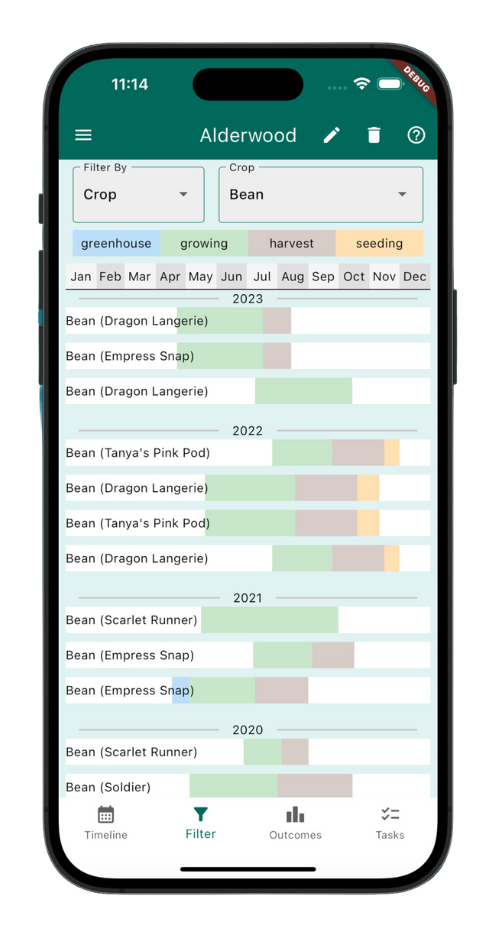 11:14
DEBUG
Alderwood
Filter By
Crop
Crop
Bean
greenhouse growing harvest seeding
Jan Feb Mar Apr May Jun Jul Aug Sep Oct Nov Dec
2023
Bean (Dragon Langerie)
Bean (Empress Snap)
Bean (Dragon Langerie)
2022
Bean (Tanya's Pink Pod)
Bean (Dragon Langerie)
Bean (Tanya's Pink Pod)
Bean (Dragon Langerie)
2021
Bean (Scarlet Runner)
Bean (Empress Snap)
Bean (Empress Snap)
2020
Bean (Scarlet Runner)
Bean (Soldier)
Timeline Filter Outcomes Tasks